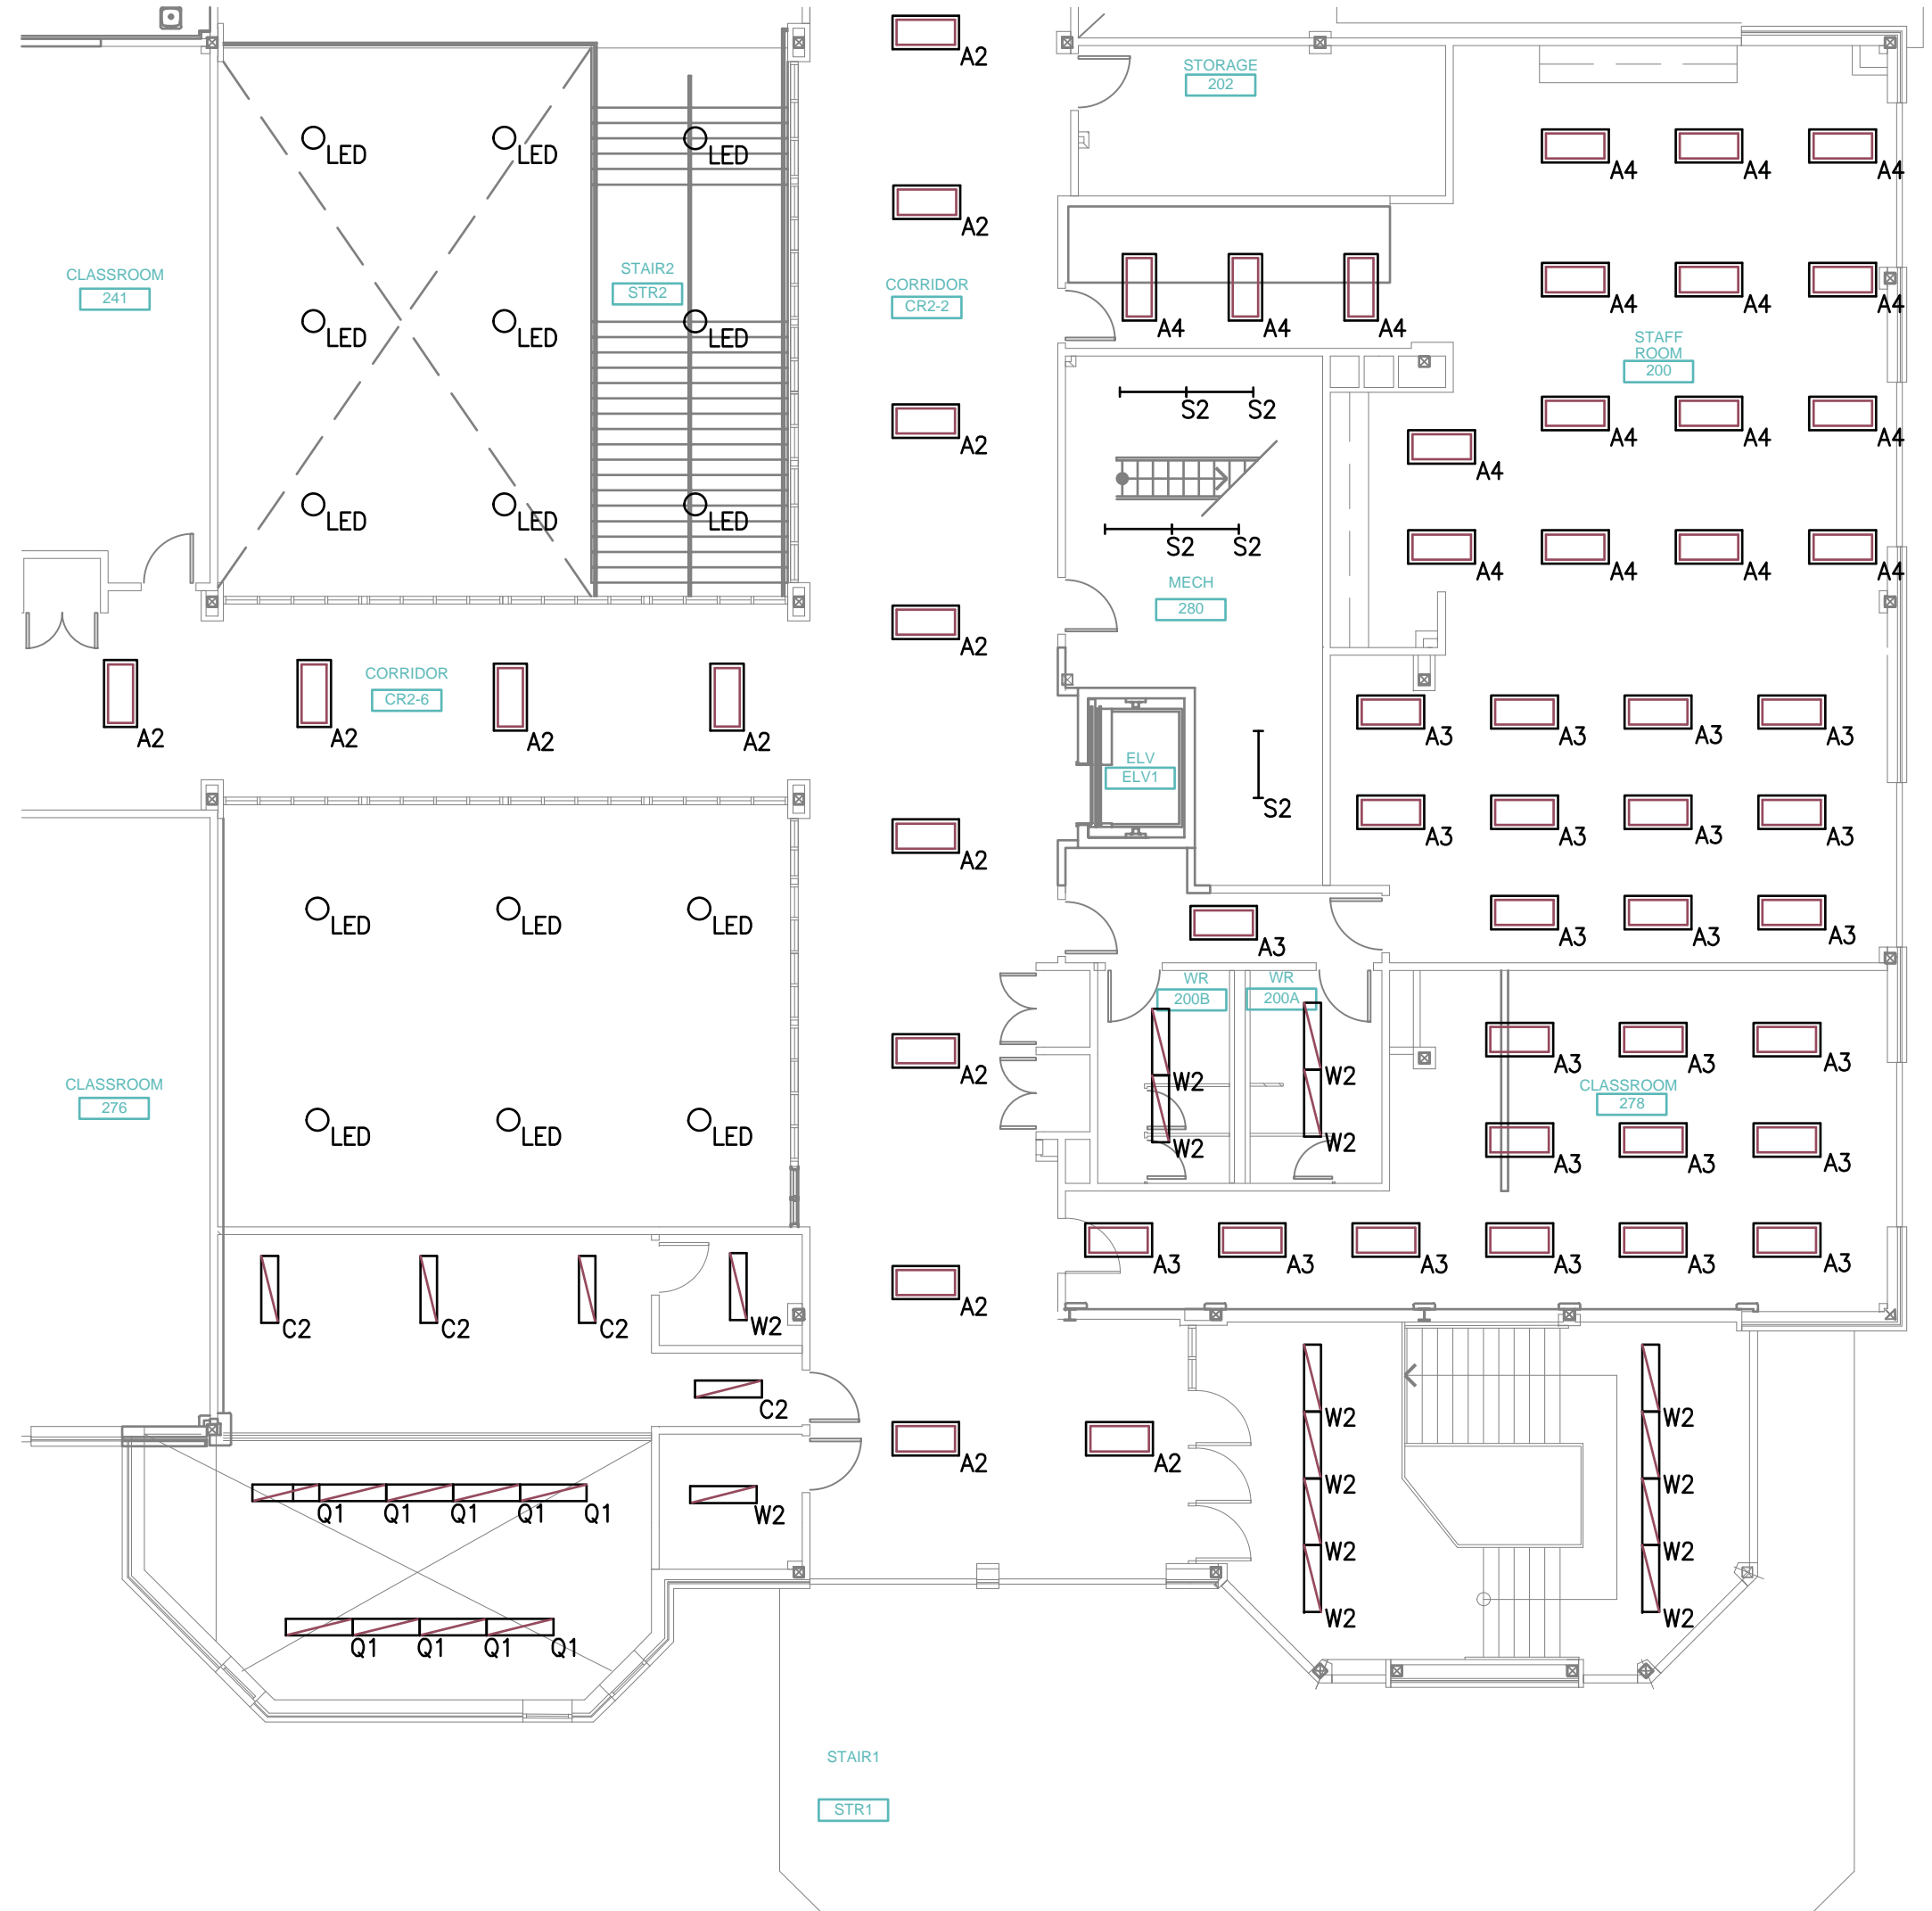 A2
STORAGE
202
LED
LED
LED
A4
A4
A4
A2
CLASSROOM
241
STAIR2
STR2
CORRIDOR
CR2-2
A4
A4
A4
LED
LED
LED
A4
A4
A4
STAFF
ROOM
200
S2
S2
A2
A4
A4
A4
A4
LED
LED
LED
S2
S2
A4
A4
A4
A4
MECH
280
A2
CORRIDOR
CR2-6
A2
A2
A2
A2
A3
A3
A3
A3
ELV
ELV1
S2
A2
A3
A3
A3
A3
LED
LED
LED
A3
A3
A3
A3
WR
200B
WR
200A
A2
W2
W2
A3
A3
A3
CLASSROOM
276
CLASSROOM
278
LED
LED
LED
W2
W2
A3
A3
A3
A2
A3
A3
A3
A3
A3
A3
C2
C2
C2
W2
C2
W2
W2
A2
A2
W2
W2
Q1
Q1
Q1
Q1
Q1
W2
W2
W2
Q1
Q1
Q1
Q1
W2
W2
STAIR1
STR1